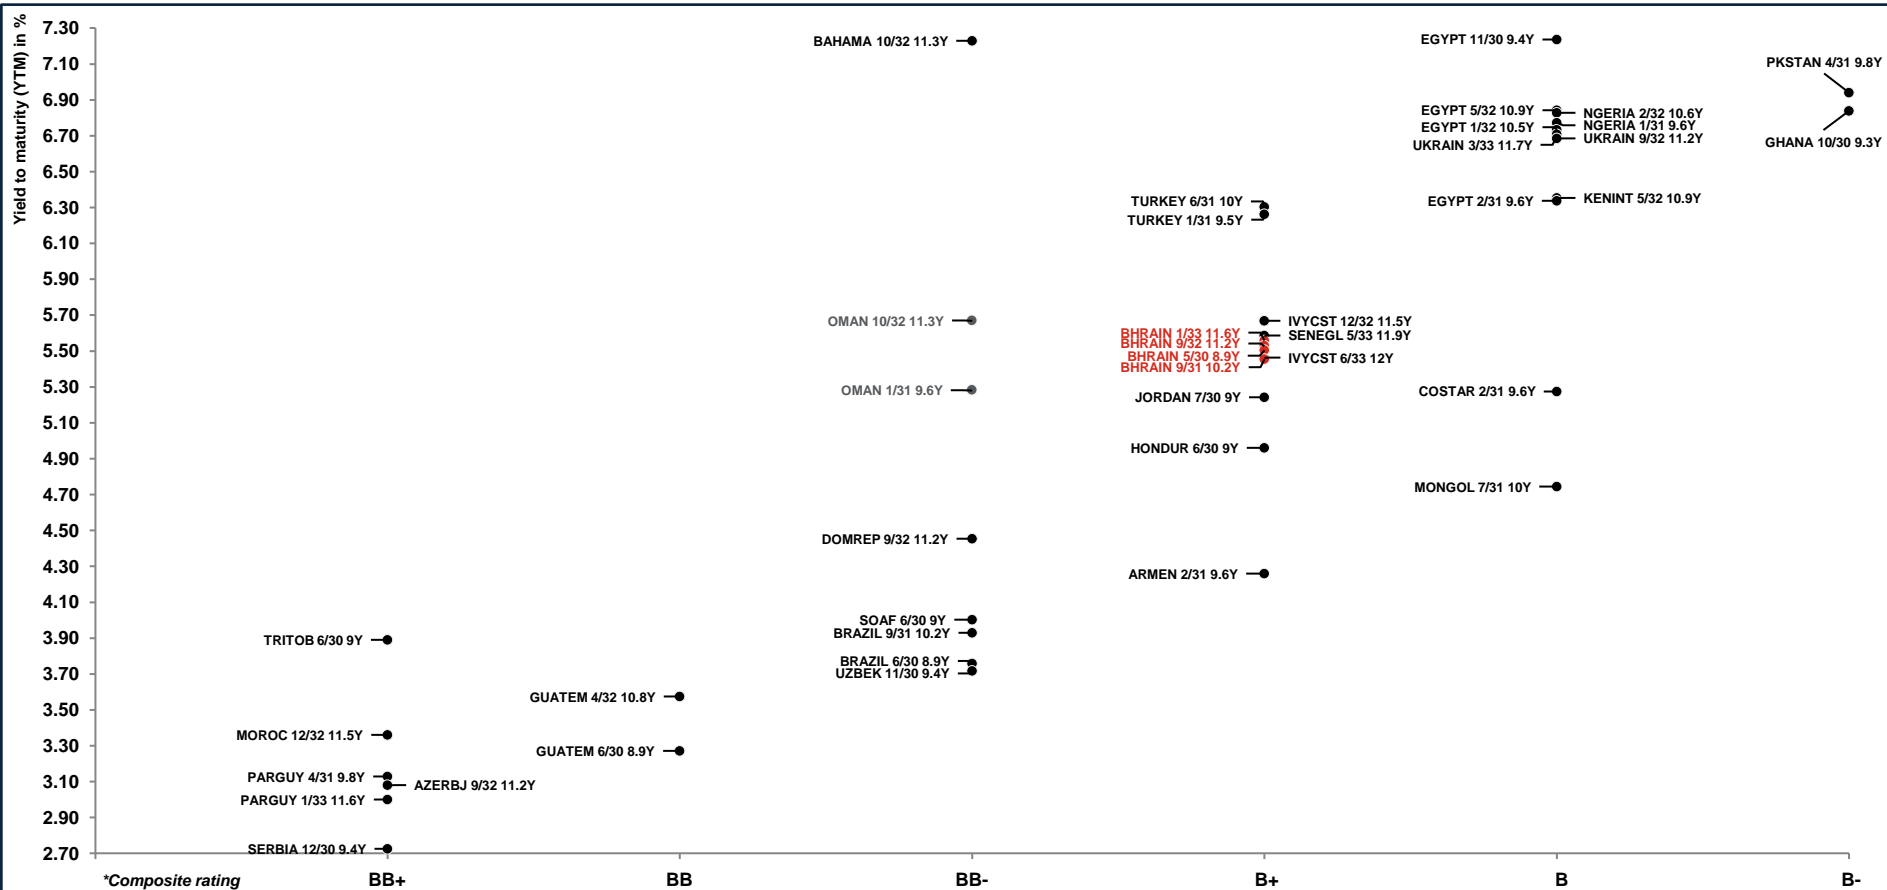 Yield to maturity (YTM) in %
7.30
7.10
6.90
6.70
6.50
6.30
6.10
5.90
5.70
5.50
5.30
5.10
4.90
4.70
4.50
4.30
4.10
3.90
3.70
3.50
3.30
3.10
2.90
2.70
TRITOB 6/30 9Y
MOROC 12/32 11.5Y
PARGUY 4/31 9.8Y
AZERBJ 9/32 11.2Y
PARGUY 1/33 11.6Y
SERBIA 12/30 9.4Y
GUATEM 4/32 10.8Y
GUATEM 6/30 8.9Y
BAHAMA 10/32 11.3Y
OMAN 10/32 11.3Y
OMAN 1/31 9.6Y
DOMREP 9/32 11.2Y
SOAF 6/30 9Y
BRAZIL 9/31 10.2Y
BRAZIL 6/30 8.9Y
UZBEK 11/30 9.4Y
TURKEY 6/31 10Y
TURKEY 1/31 9.5Y
IVYCST 12/32 11.5Y
BHRAIN 1/33 11.6Y
SENEGL 5/33 11.9Y
BHRAIN 9/32 11.2Y
BHRAIN 5/30 8.9Y
IVYCST 6/33 12Y
BHRAIN 9/31 10.2Y
JORDAN 7/30 9Y
HONDUR 6/30 9Y
ARMEN 2/31 9.6Y
EGYPT 11/30 9.4Y
EGYPT 5/32 10.9Y
NGERIA 2/32 10.6Y
EGYPT 1/32 10.5Y
NGERIA 1/31 9.6Y
UKRAIN 9/32 11.2Y
UKRAIN 3/33 11.7Y
EGYPT 2/31 9.6Y
KENINT 5/32 10.9Y
COSTAR 2/31 9.6Y
MONGOL 7/31 10Y
PKSTAN 4/31 9.8Y
GHANA 10/30 9.3Y
*Composite rating
BB+
BB
BB-
B+
B
B-